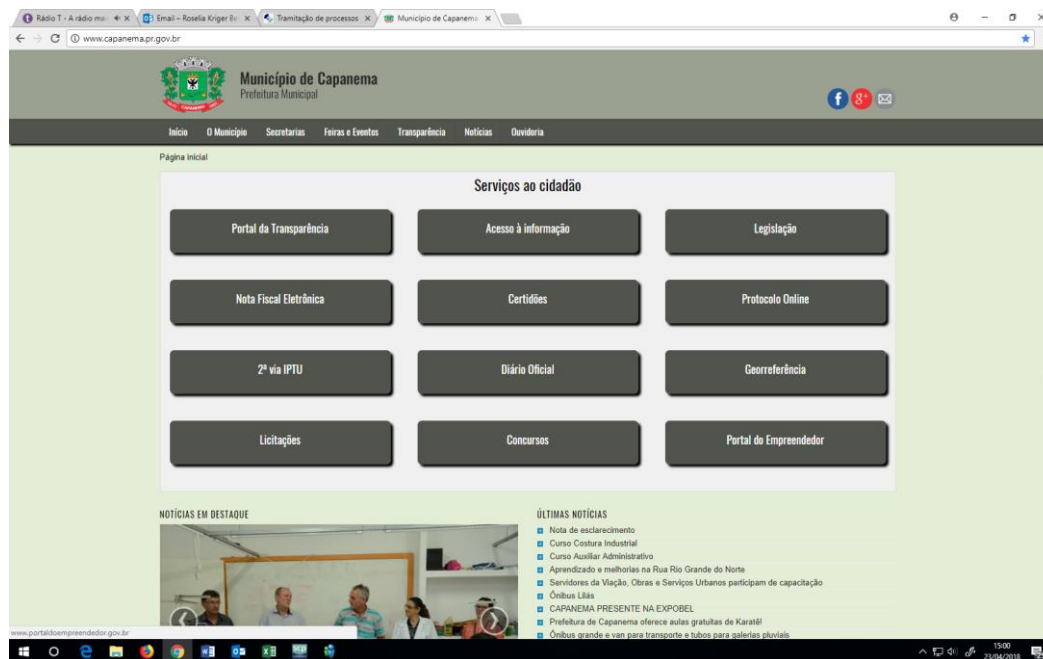 Rádio T - A rádio ma
Email – Roselia Kriger Be
Tramitação de processos
Município de Capanema
www.capanema.pr.gov.br
Município de Capanema
Prefeitura Municipal
Início O Município Secretarias Feiras e Eventos Transparência Notícias Ouvidoria
Página inicial
Serviços ao cidadão
Portal da Transparência Acesso à informação Legislação
Nota Fiscal Eletrônica Certidões Protocolo Online
2ª via IPTU Diário Oficial Georreferência
Licitações Concursos Portal do Empreendedor
NOTÍCIAS EM DESTAQUE
ÚLTIMAS NOTÍCIAS
Nota de esclarecimento
Curso Costura Industrial
Curso Auxiliar Administrativo
Aprendizado e melhorias na Rua Rio Grande do Norte
Servidores da Viação, Obras e Serviços Urbanos participam de capacitação
Ônibus Lilás
CAPANEMA PRESENTE NA EXPOBEL
Prefeitura de Capanema oferece aulas gratuitas de Karatê!
Ônibus grande e van para transporte e tubos para galerias pluviais
www.portaldoempreendedor.gov.br
15:00
23/04/2018